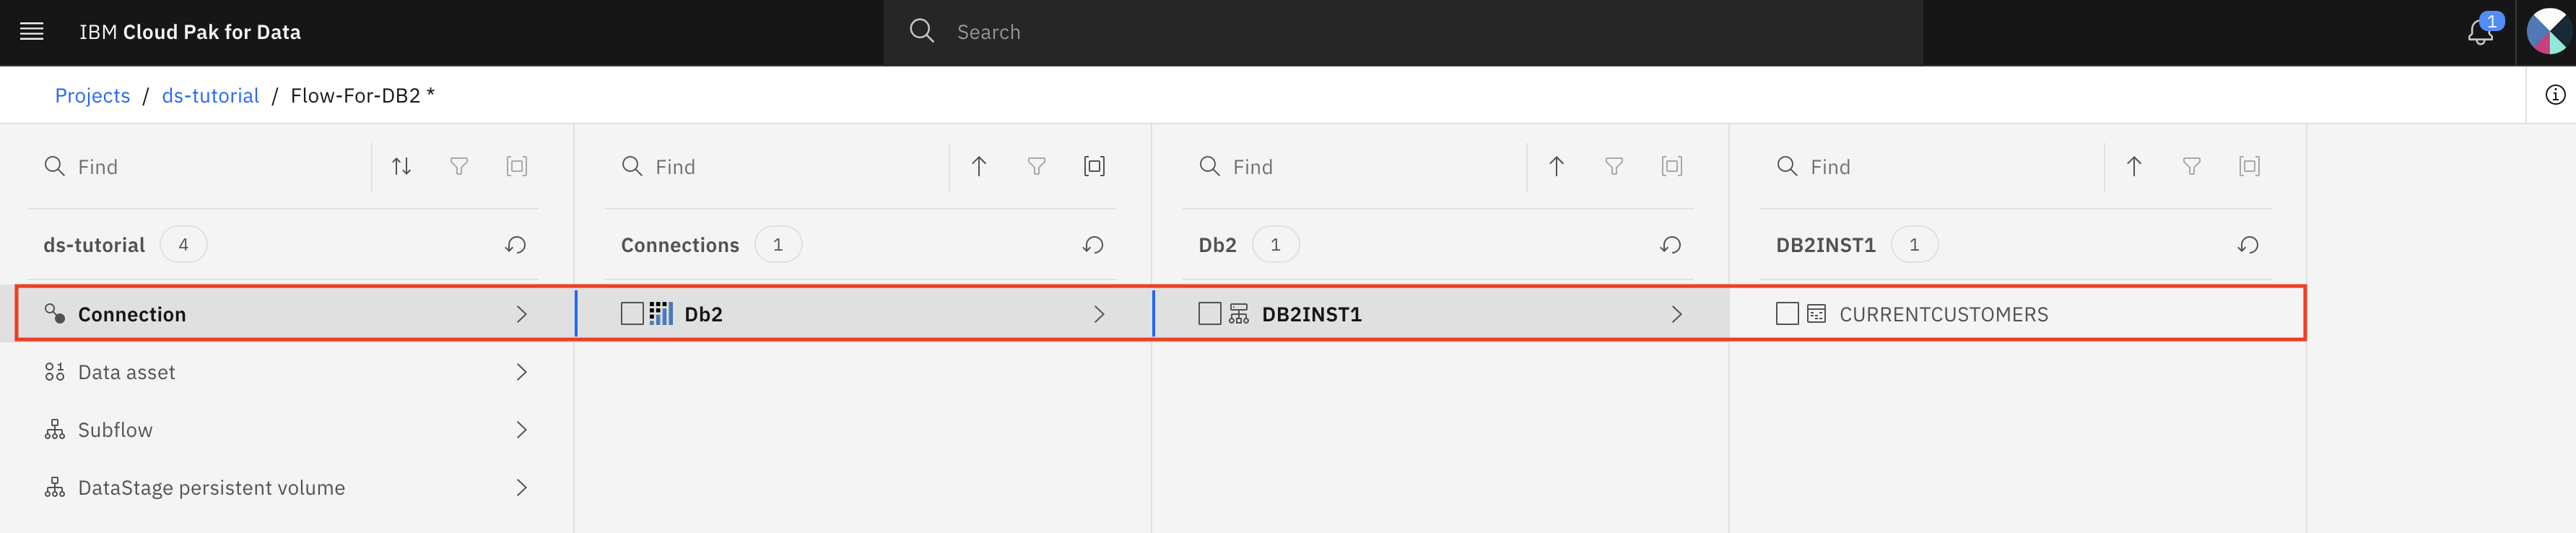 IBM Cloud Pak for Data
Search
1
Projects / ds-tutorial / Flow-For-DB2 *
Find
Find
Find
Find
ds-tutorial 4
Connections 1
Db2 1
DB2INST1 1
Connection
Db2
DB2INST1
CURRENTCUSTOMERS
Data asset
Subflow
DataStage persistent volume